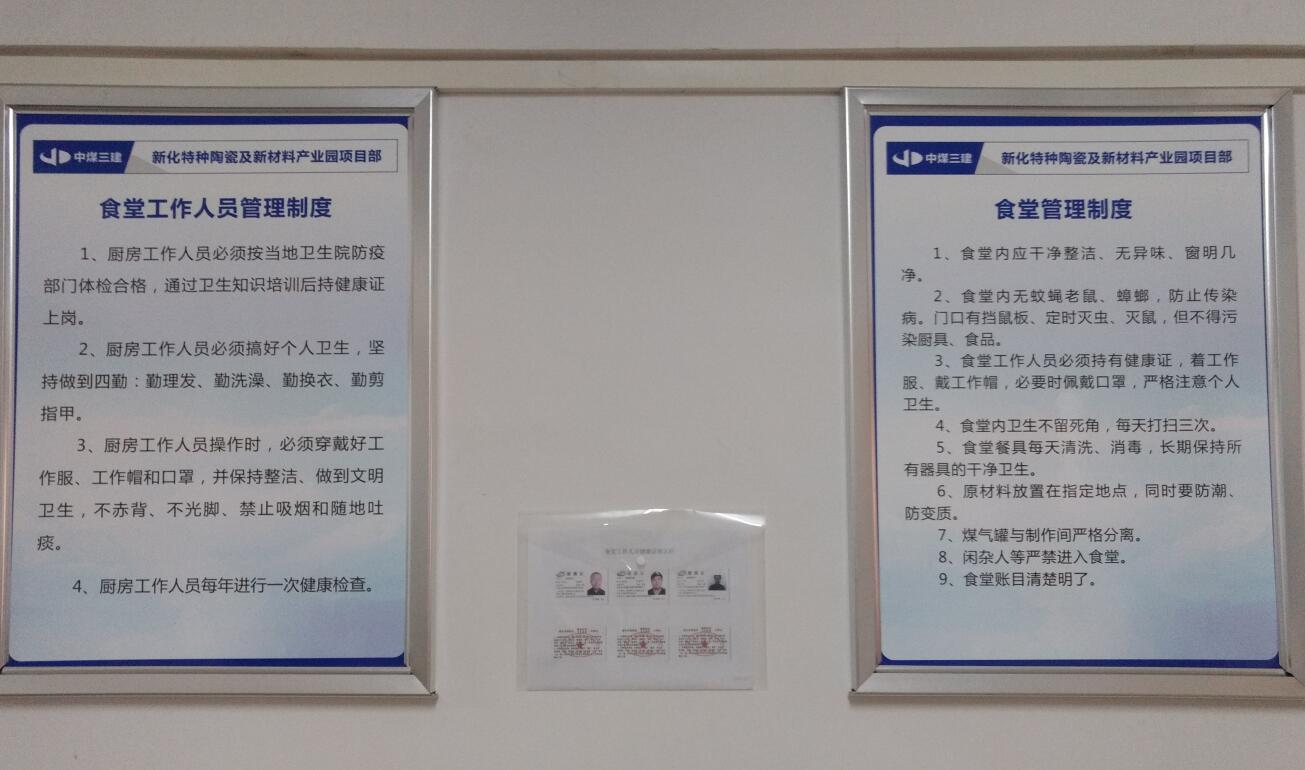 中煤三建 新化特种陶瓷及新材料产业园项目部
食堂工作人员管理制度
1、厨房工作人员必须按当地卫生院防疫
部门体检合格，通过卫生知识培训后持健康证
上岗。
2、厨房工作人员必须搞好个人卫生，坚
持做到四勤：勤理发、勤洗澡、勤换衣、勤剪
指甲。
3、厨房工作人员操作时，必须穿戴好工
作服、工作帽和口罩，并保持整洁、做到文明
卫生，不赤背、不光脚、禁止吸烟和随地吐
痰。
4、厨房工作人员每年进行一次健康检查。
中煤三建 新化特种陶瓷及新材料产业园项目部
食堂管理制度
1、食堂内应干净整洁、无异味、窗明几
净。
2、食堂内无蚊蝇老鼠、蟑螂，防止传染
病。门口有挡鼠板、定时灭虫、灭鼠，但不得污
染厨具、食品。
3、食堂工作人员必须持有健康证，着工作
服、戴工作帽，必要时佩戴口罩，严格注意个人
卫生。
4、食堂内卫生不留死角，每天打扫三次。
5、食堂餐具每天清洗、消毒，长期保持所
有器具的干净卫生。
6、原材料放置在指定地点，同时要防潮、
防变质。
7、煤气罐与制作间严格分离。
8、闲杂人等严禁进入食堂。
9、食堂账目清楚明了。